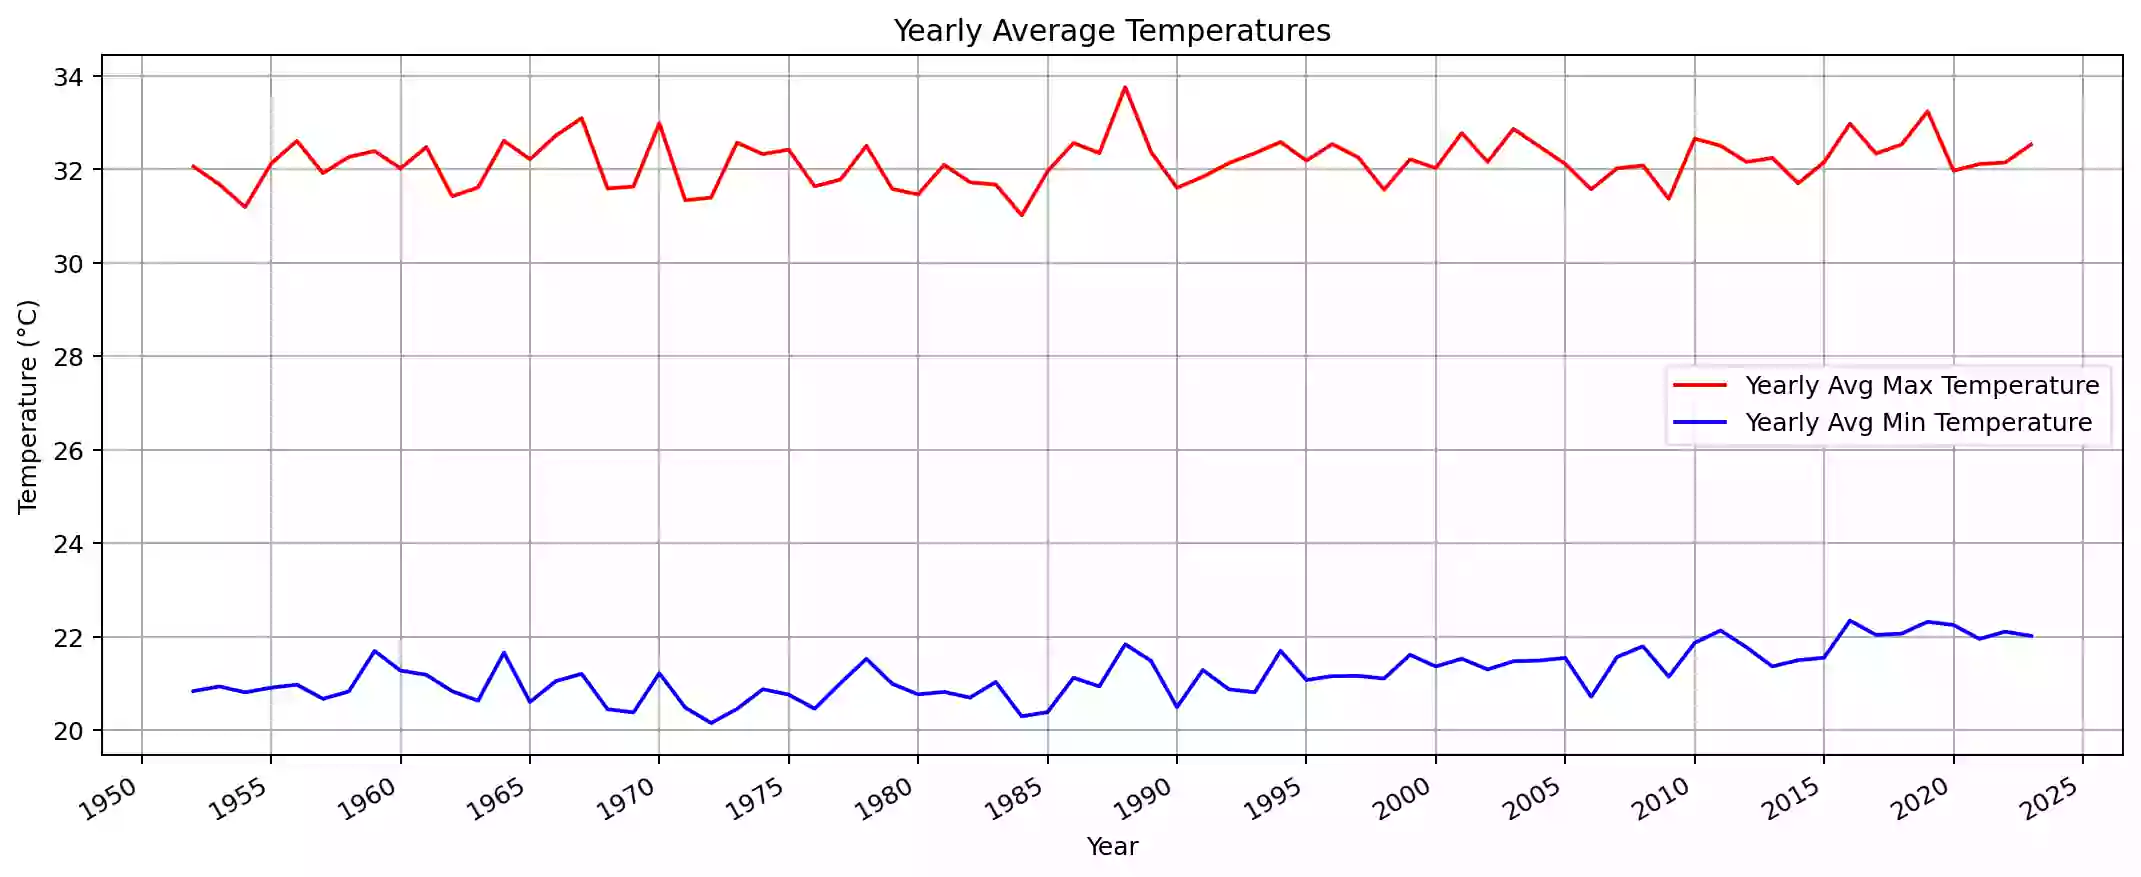 Yearly Average Temperatures
34
32
30
28
26
24
22
20
Temperature (°C)
Yearly Avg Max Temperature
Yearly Avg Min Temperature
1950 1955 1960 1965 1970 1975 1980 1985 1990 1995 2000 2005 2010 2015 2020 2025
Year